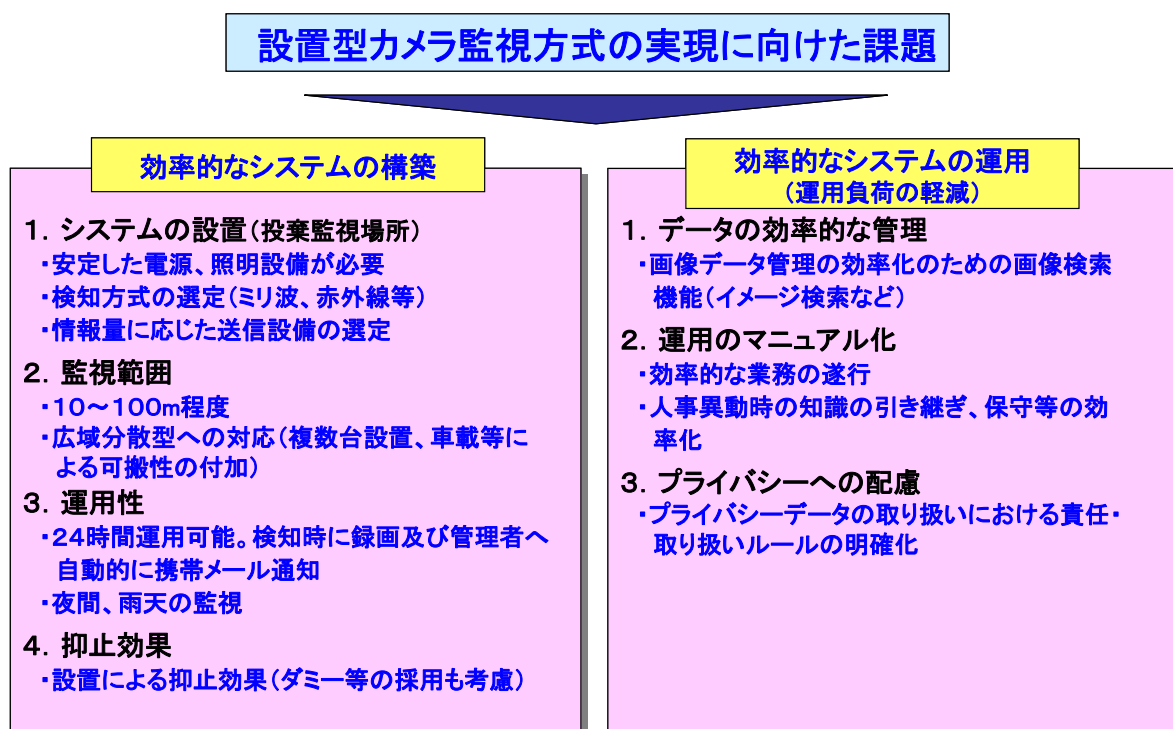 設置型カメラ監視方式の実現に向けた課題
効率的なシステムの構築
1．システムの設置（投棄監視場所）
・安定した電源、照明設備が必要
・検知方式の選定（ミリ波、赤外線等）
・情報量に応じた送信設備の選定
2．監視範囲
・10～100m程度
・広域分散型への対応（複数台設置、車載等に
よる可搬性の付加）
3．運用性
・24時間運用可能。検知時に録画及び管理者へ
自動的に携帯メール通知
・夜間、雨天の監視
4．抑止効果
・設置による抑止効果（ダミー等の採用も考慮）
効率的なシステムの運用
（運用負荷の軽減）
1．データの効率的な管理
・画像データ管理の効率化のための画像検索
機能（イメージ検索など）
2．運用のマニュアル化
・効率的な業務の遂行
・人事異動時の知識の引き継ぎ、保守等の効
率化
3．プライバシーへの配慮
・プライバシーデータの取り扱いにおける責任・
取り扱いルールの明確化